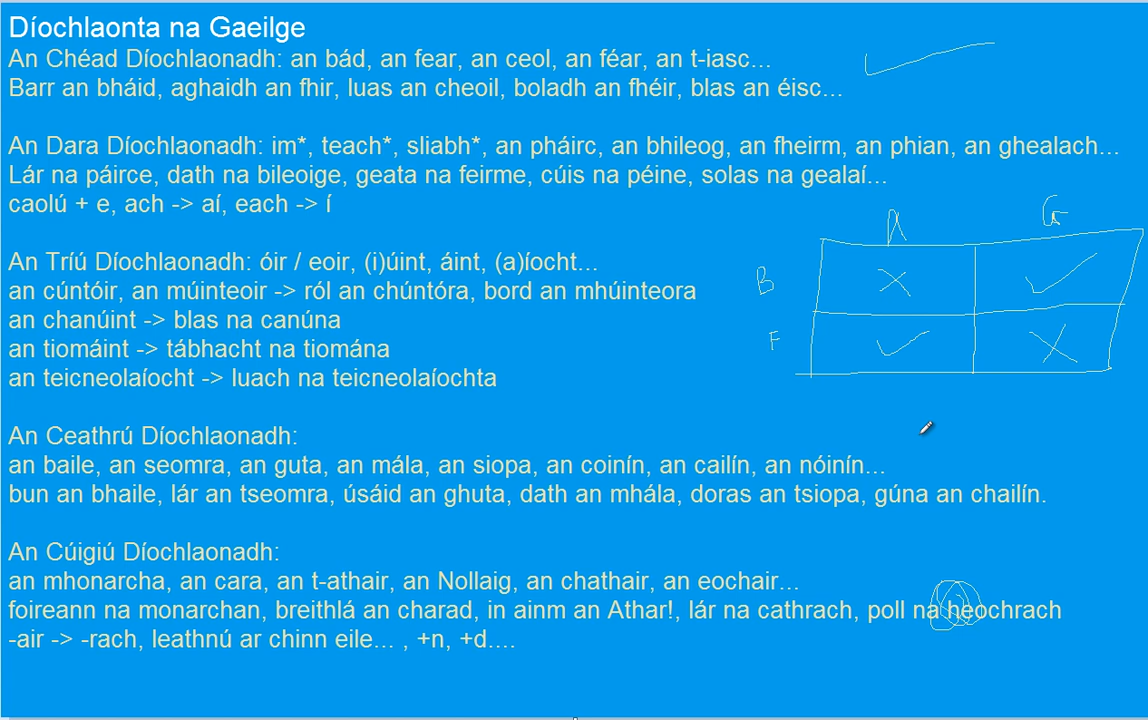 Díochlaonta na Gaeilge
An Chéad Díochlaonadh: an bád, an fear, an ceol, an féar, an t-iasc...
Barr an bháid, aghaidh an fhir, luas an cheoil, boladh an fhéir, blas an éisc...
An Dara Díochlaonadh: im*, teach*, sliabh*, an pháirc, an bhileog, an fheirm, an phian, an ghealach...
Lár na páirce, dath na bileoige, geata na feirme, cúis na péine, solas na gealaí...
caolú + e, ach -> aí, each -> í
A G
B
F
An Tríú Díochlaonadh: óir / eoir, (i)úint, áint, (a)íocht...
an cúntóir, an múinteoir -> ról an chúntóra, bord an mhúinteora
an chanúint -> blas na canúna
an tiomáint -> tábhacht na tiomána
an teicneolaíocht -> luach na teicneolaíochta
An Ceathrú Díochlaonadh:
an baile, an seomra, an guta, an mála, an siopa, an coinín, an cailín, an nóinín...
bun an bhaile, lár an tseomra, úsáid an ghuta, dath an mhála, doras an tsiopa, gúna an chailín.
An Cúigiú Díochlaonadh:
an mhonarcha, an cara, an t-athair, an Nollaig, an chathair, an eochair...
foireann na monarchan, breithlá an charad, in ainm an Athar!, lár na cathrach, poll na heochrach
-air -> -rach, leathnú ar chinn eile... , +n, +d....